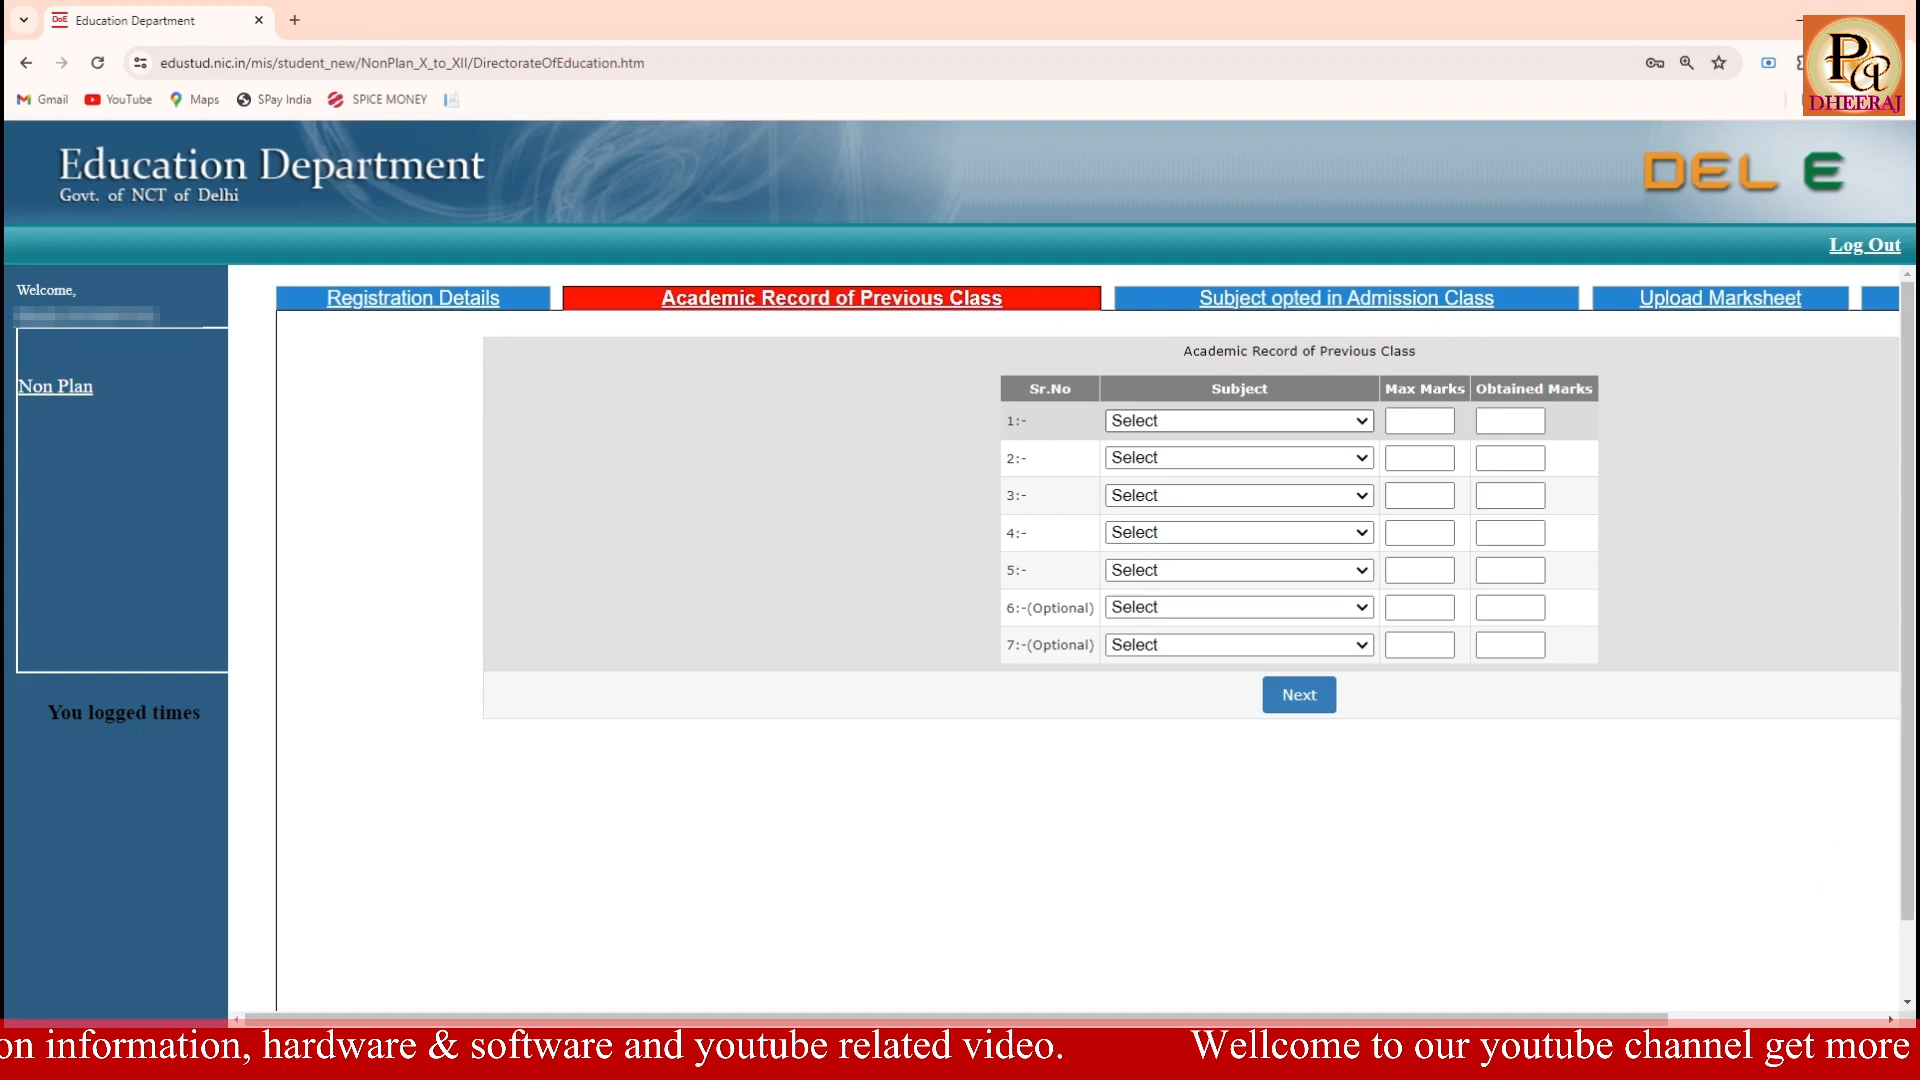 Education Department
edustud.nic.in/mis/student_new/NonPlan_X_to_XII/DirectorateOfEducation.htm
Gmail YouTube Maps SPay India SPICE MONEY
DHEERAJ
Education Department
Govt. of NCT of Delhi
DEL E
Log Out
Welcome,
Non Plan
You logged times
Registration Details Academic Record of Previous Class Subject opted in Admission Class Upload Marksheet
Academic Record of Previous Class
Sr.No Subject Max Marks Obtained Marks
1:- Select
2:- Select
3:- Select
4:- Select
5:- Select
6:-(Optional) Select
7:-(Optional) Select
Next
on information, hardware & software and youtube related video. Wellcome to our youtube channel get more